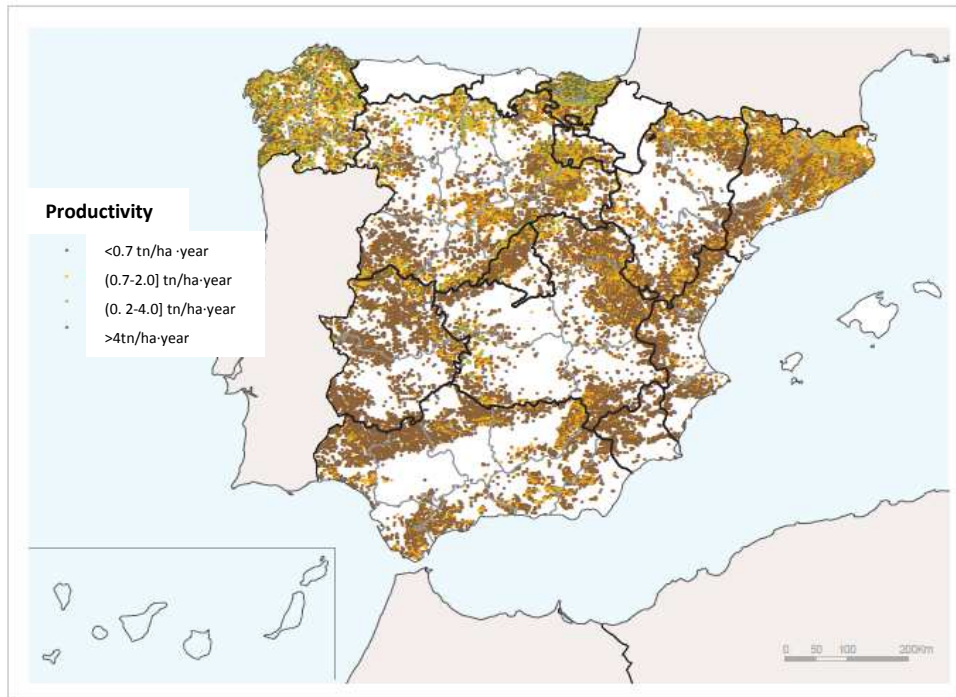 Productivity
<0.7 tn/ha ·year
(0.7-2.0] tn/ha·year
(0. 2-4.0] tn/ha·year
>4tn/ha·year
0 50 100 200Km